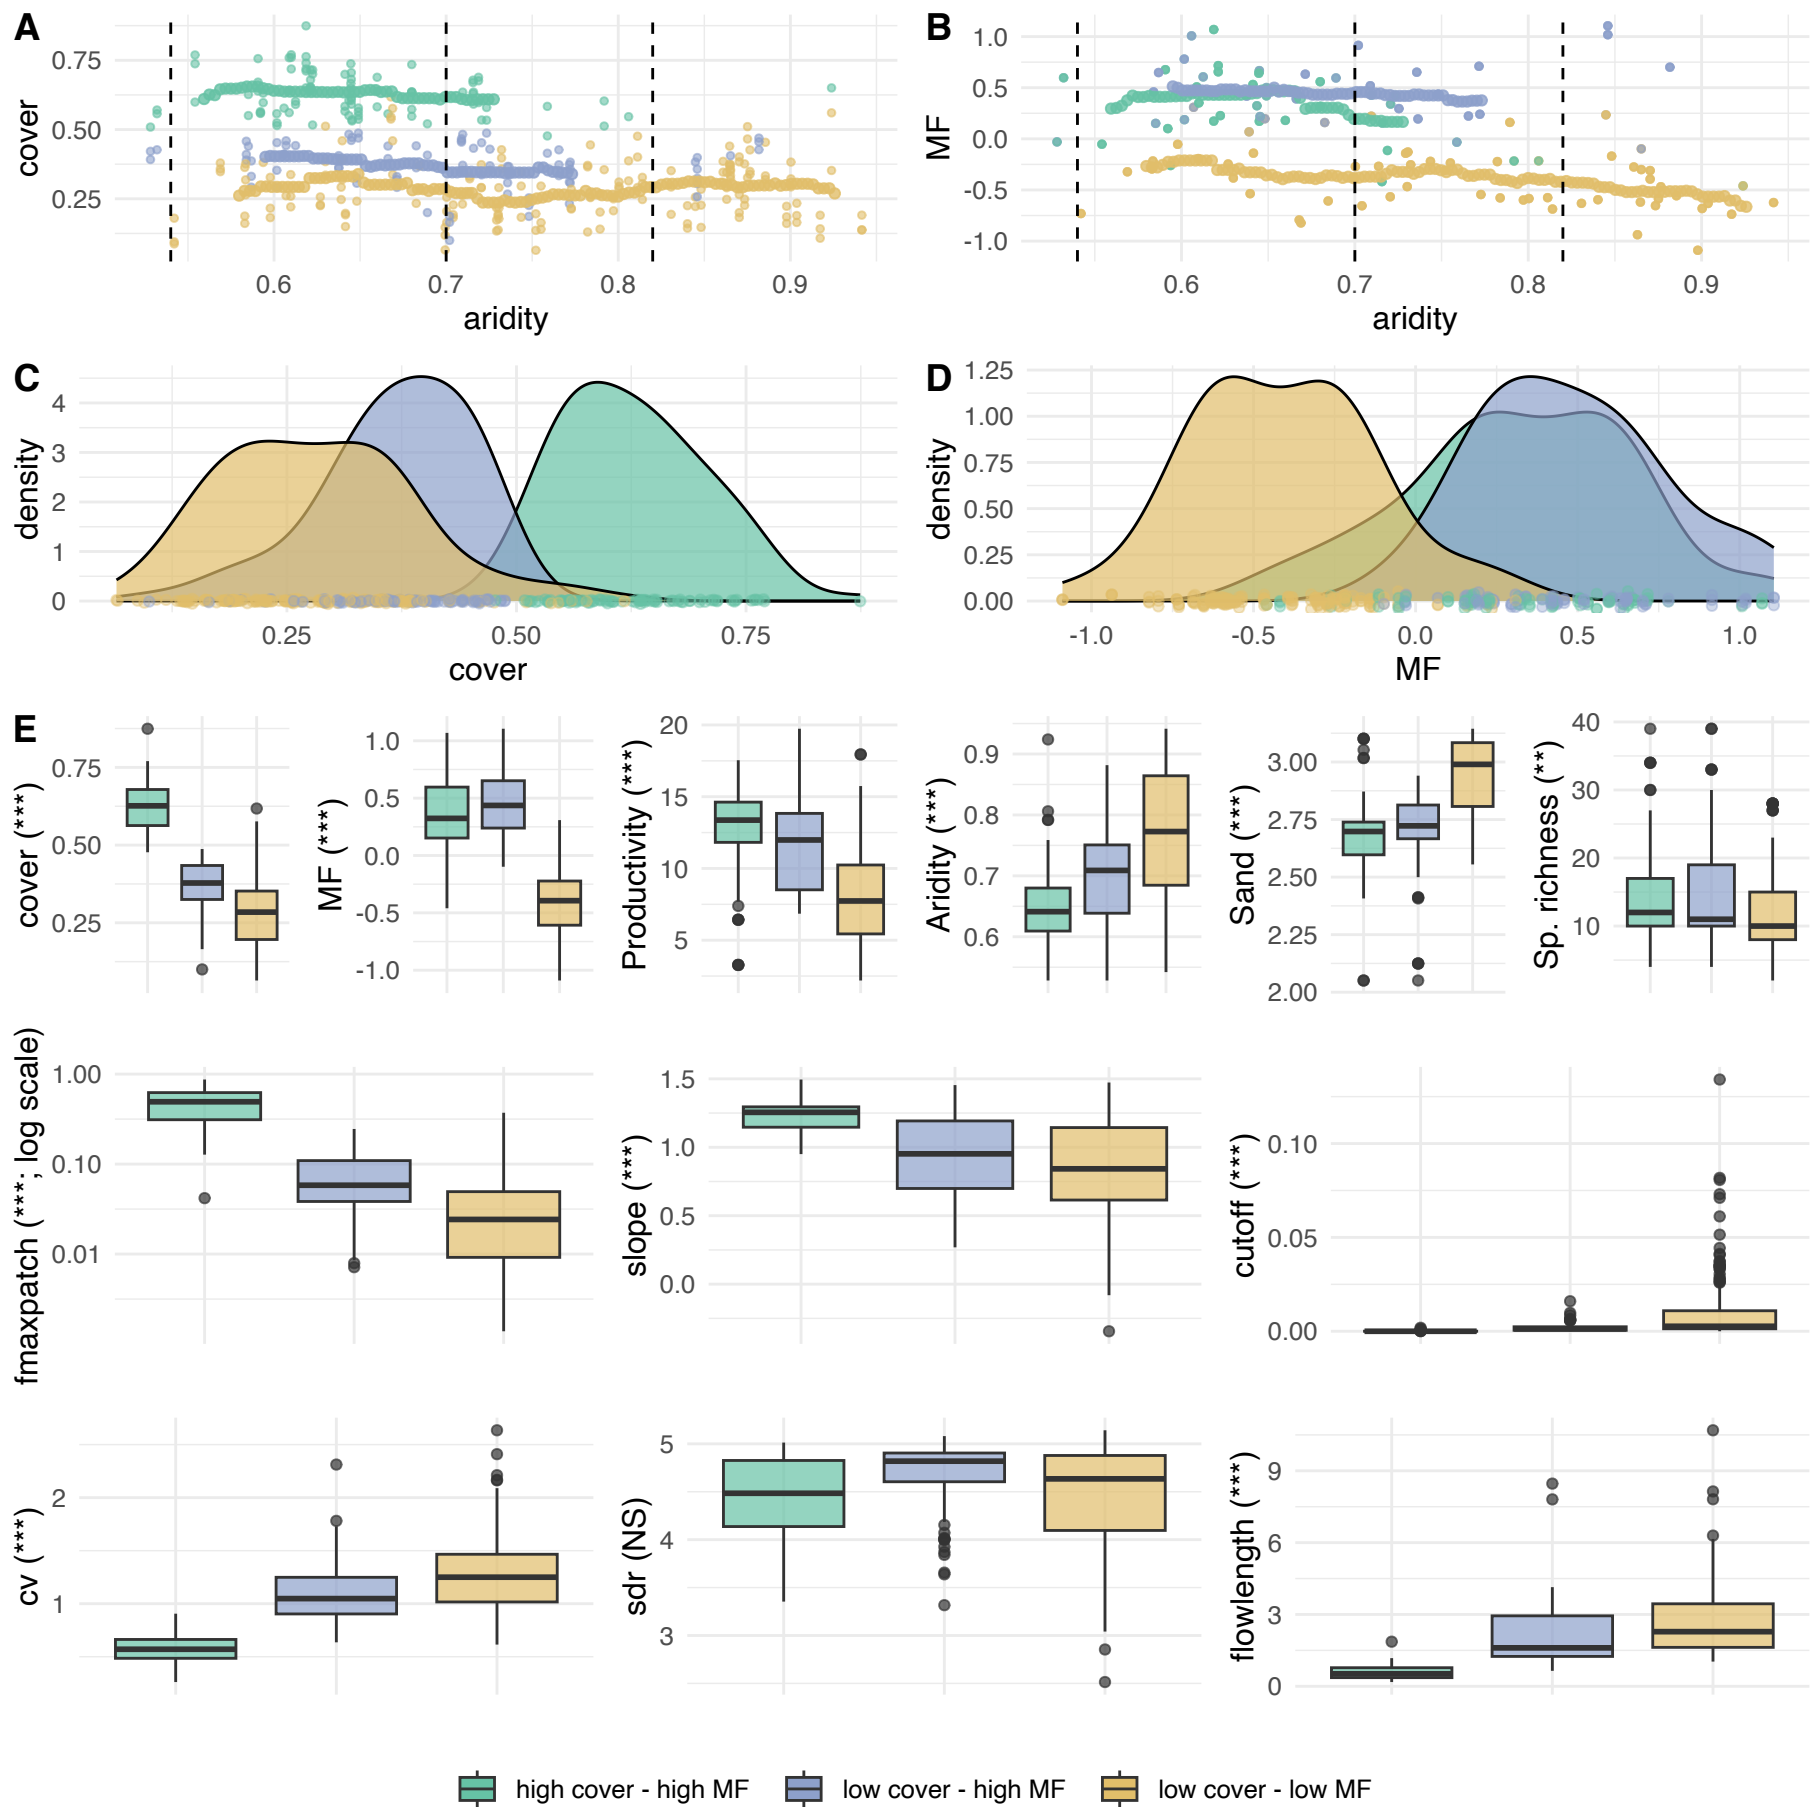 A
cover
0.75
0.50
0.25
0.6 0.7 0.8 0.9
aridity
B
MF
1.0
0.5
0.0
-0.5
-1.0
0.6 0.7 0.8 0.9
aridity
C
density
4
3
2
1
0
0.25 0.50 0.75
cover
D
density
1.25
1.00
0.75
0.50
0.25
0.00
-1.0 -0.5 0.0 0.5 1.0
MF
E
cover (***)
0.75
0.50
0.25
MF (***)
1.0
0.5
0.0
-0.5
-1.0
Productivity (***)
20
15
10
5
Aridity (***)
0.9
0.8
0.7
0.6
Sand (***)
3.00
2.75
2.50
2.25
2.00
Sp. richness (**)
40
30
20
10
fmaxpatch (***; log scale)
1.00
0.10
0.01
slope (***)
1.5
1.0
0.5
0.0
cutoff (***)
0.10
0.05
0.00
cv (***)
2
1
sdr (NS)
5
4
3
flowlength (***)
9
6
3
0
high cover - high MF low cover - high MF low cover - low MF